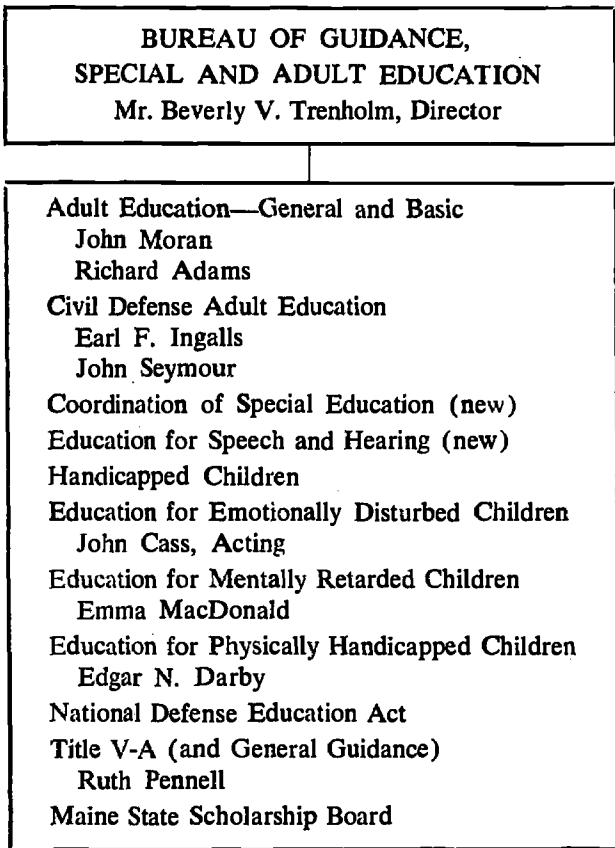 BUREAU OF GUIDANCE,
SPECIAL AND ADULT EDUCATION
Mr. Beverly V. Trenholm, Director
Adult Education—General and Basic
John Moran
Richard Adams
Civil Defense Adult Education
Earl F. Ingalls
John Seymour
Coordination of Special Education (new)
Education for Speech and Hearing (new)
Handicapped Children
Education for Emotionally Disturbed Children
John Cass, Acting
Education for Mentally Retarded Children
Emma MacDonald
Education for Physically Handicapped Children
Edgar N. Darby
National Defense Education Act
Title V-A (and General Guidance)
Ruth Pennell
Maine State Scholarship Board